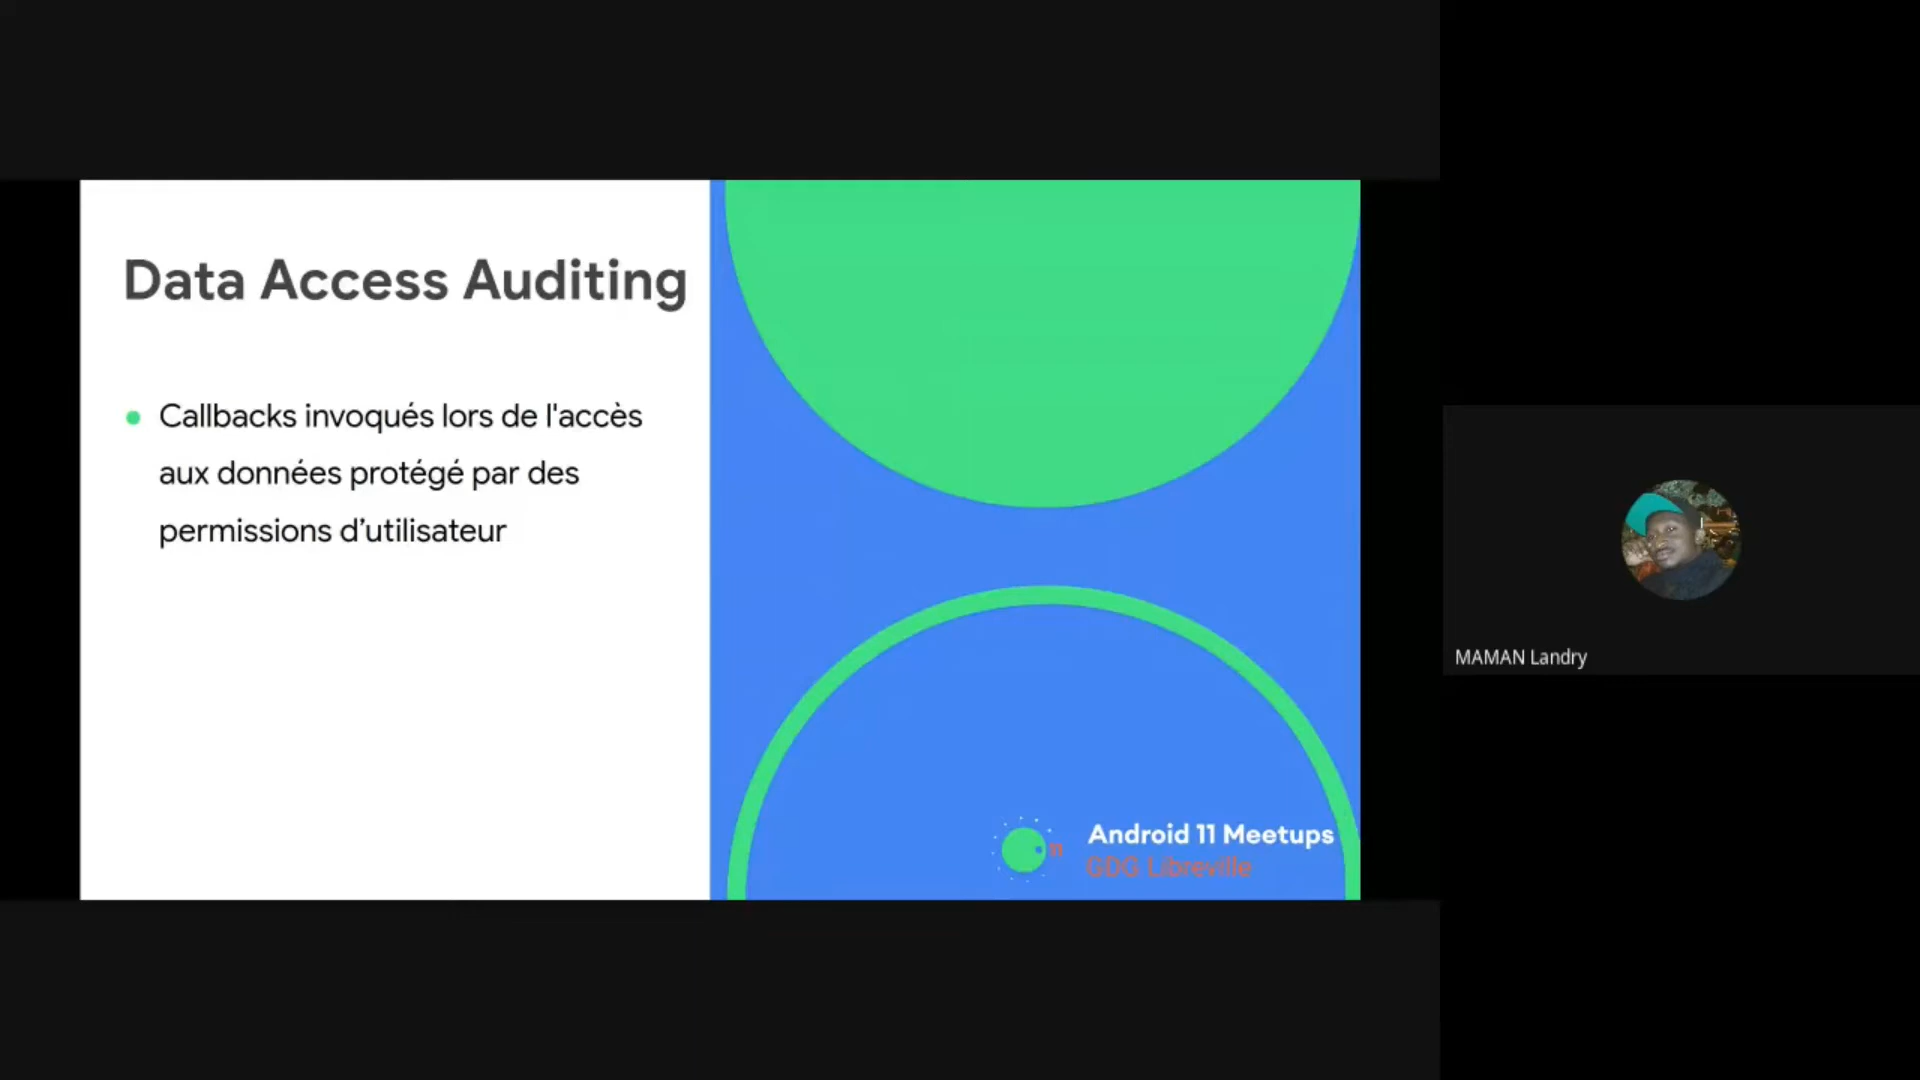 Data Access Auditing
Callbacks invoqués lors de l'accès
aux données protégé par des
permissions d’utilisateur
11
Android 11 Meetups
GDG Libreville
MAMAN Landry